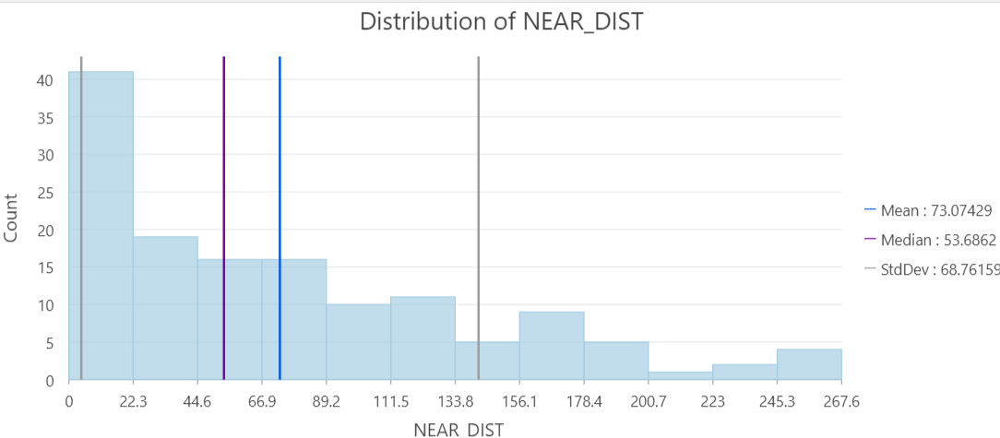 Distribution of NEAR_DIST
Count
40
35
30
25
20
15
10
5
0
0 22.3 44.6 66.9 89.2 111.5 133.8 156.1 178.4 200.7 223 245.3 267.6
NEAR_DIST
Mean : 73.07429
Median : 53.6862
StdDev : 68.76159